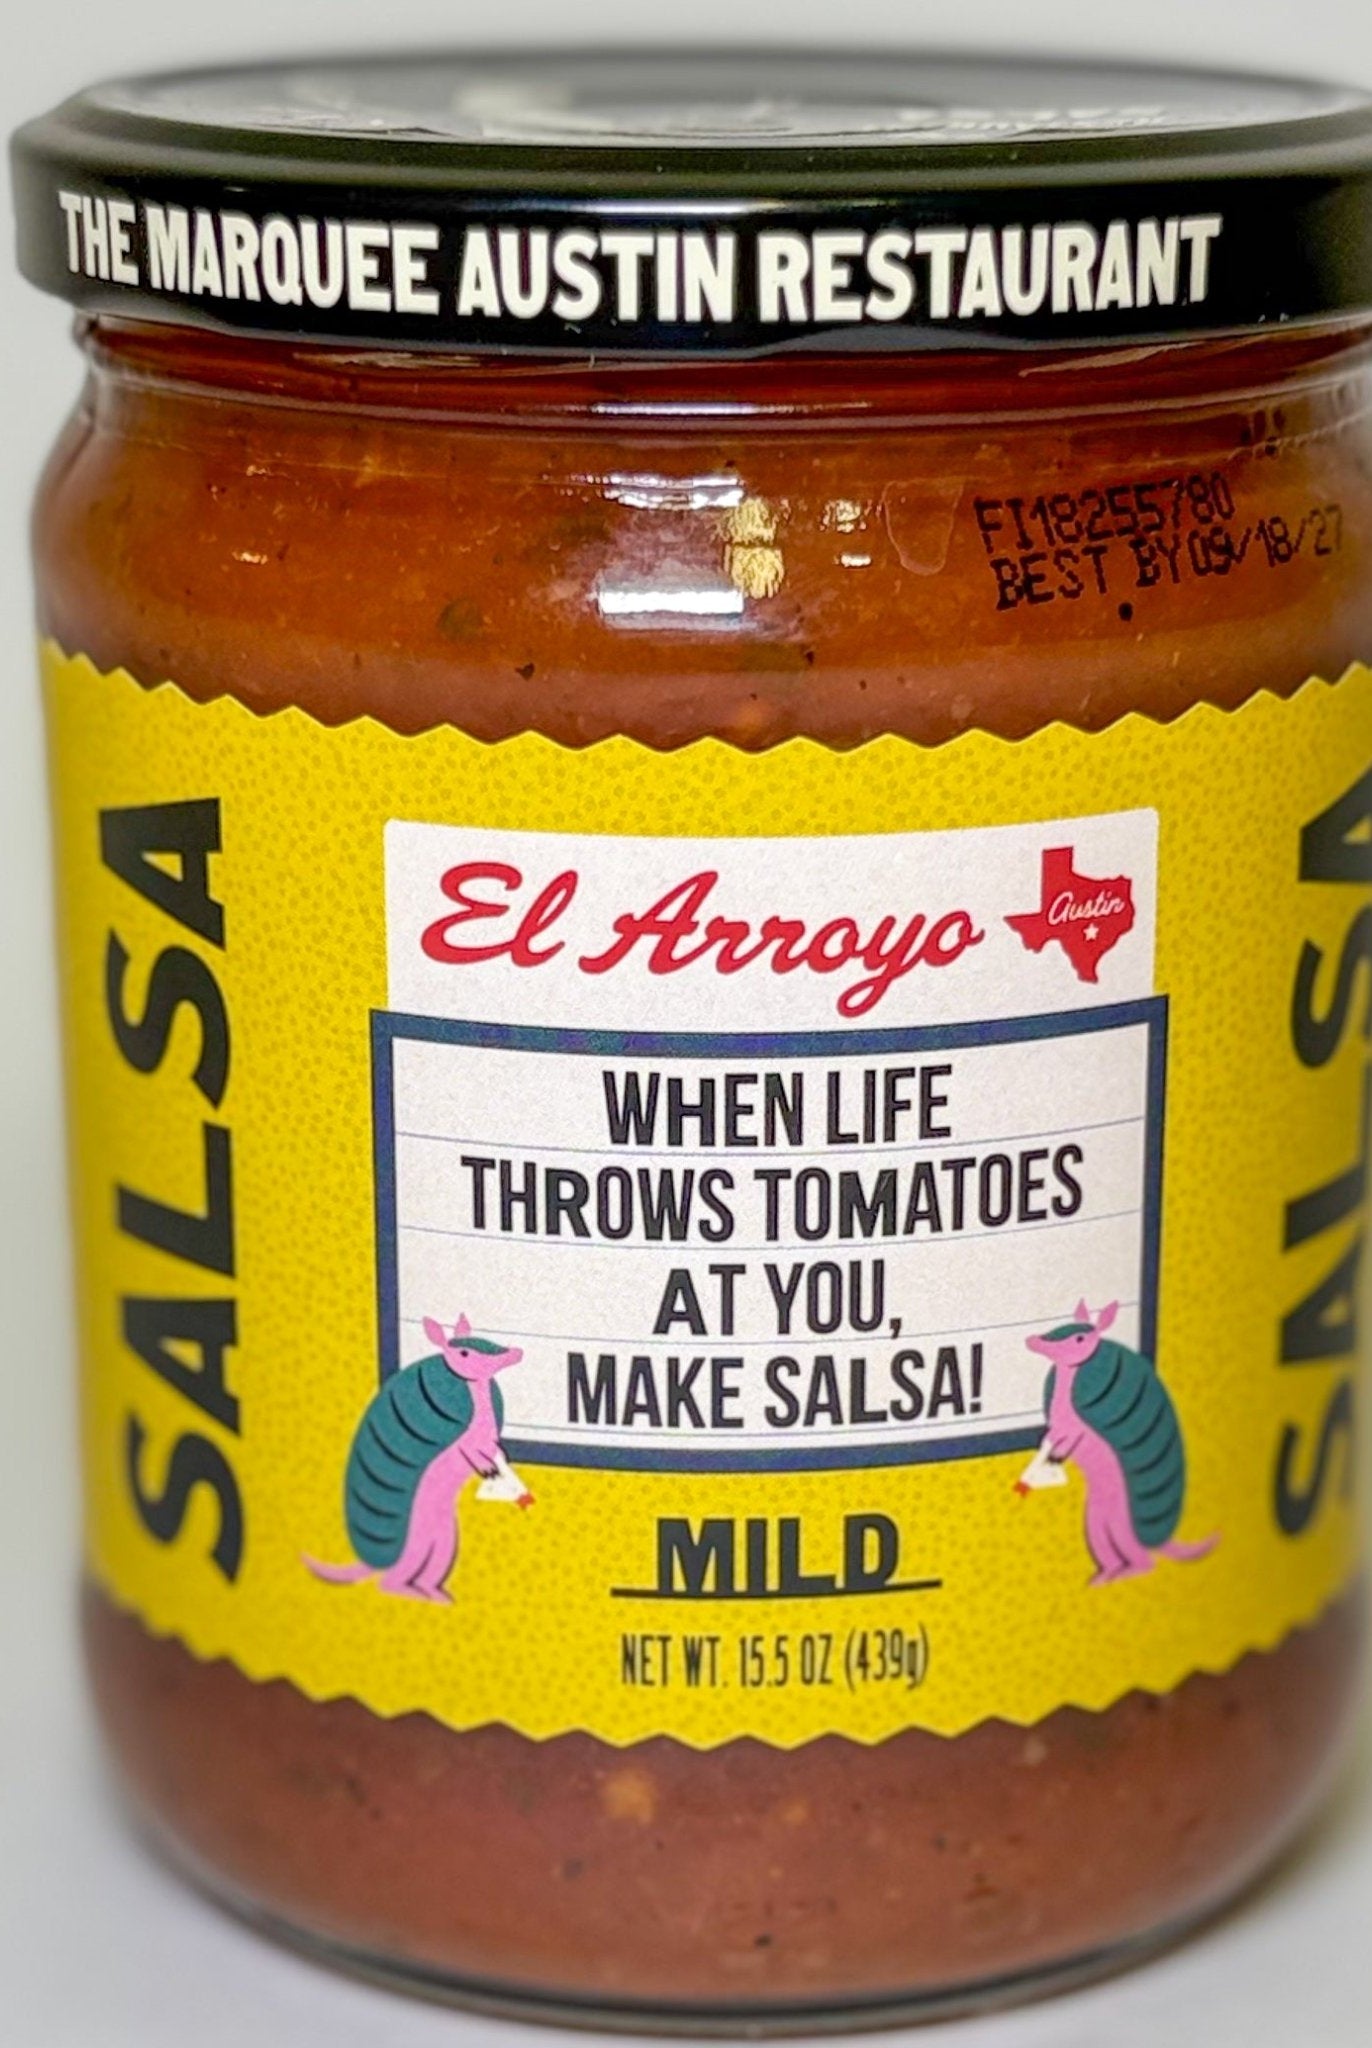 THE MARQUEE AUSTIN RESTAURANT
FI18255780
BEST BY 09/18/27
SALSA
El Arroyo
Austin
WHEN LIFE
THROWS TOMATOES
AT YOU,
MAKE SALSA!
MILD
NET WT. 15.5 OZ (439g)
SALSA